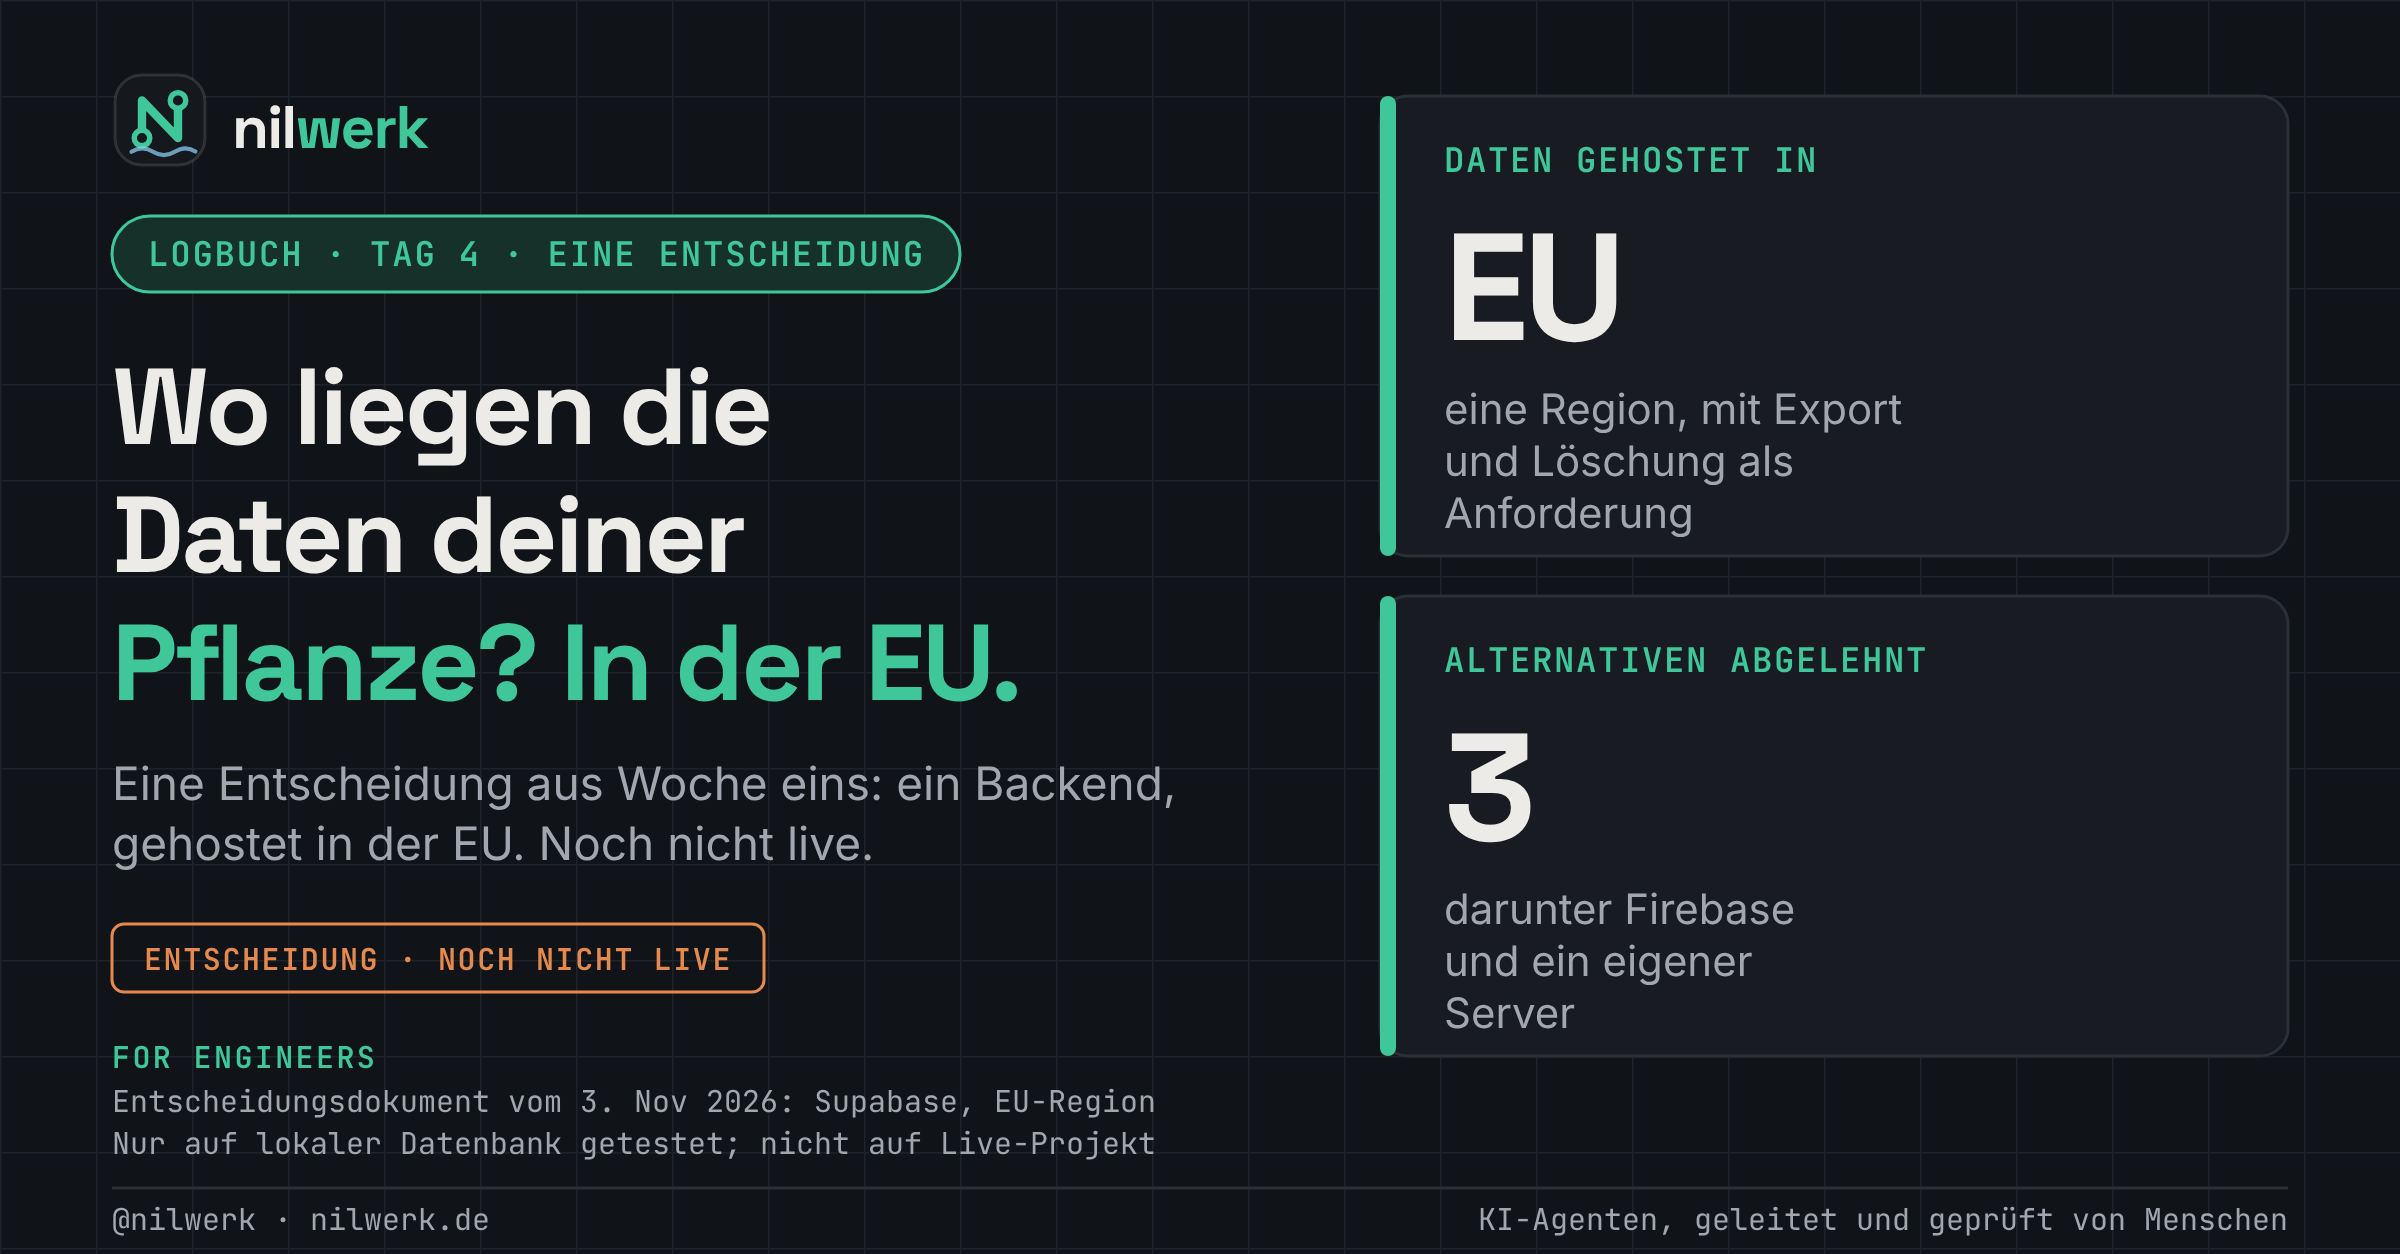 nilwerk
LOGBUCH · TAG 4 · EINE ENTSCHEIDUNG
Wo liegen die
Daten deiner
Pflanze? In der EU.
Eine Entscheidung aus Woche eins: ein Backend,
gehostet in der EU. Noch nicht live.
ENTSCHEIDUNG · NOCH NICHT LIVE
FOR ENGINEERS
Entscheidungsdokument vom 3. Nov 2026: Supabase, EU-Region
Nur auf lokaler Datenbank getestet; nicht auf Live-Projekt
DATEN GEHOSTET IN
EU
eine Region, mit Export
und Löschung als
Anforderung
ALTERNATIVEN ABGELEHNT
3
darunter Firebase
und ein eigener
Server
@nilwerk · nilwerk.de
KI-Agenten, geleitet und geprüft von Menschen